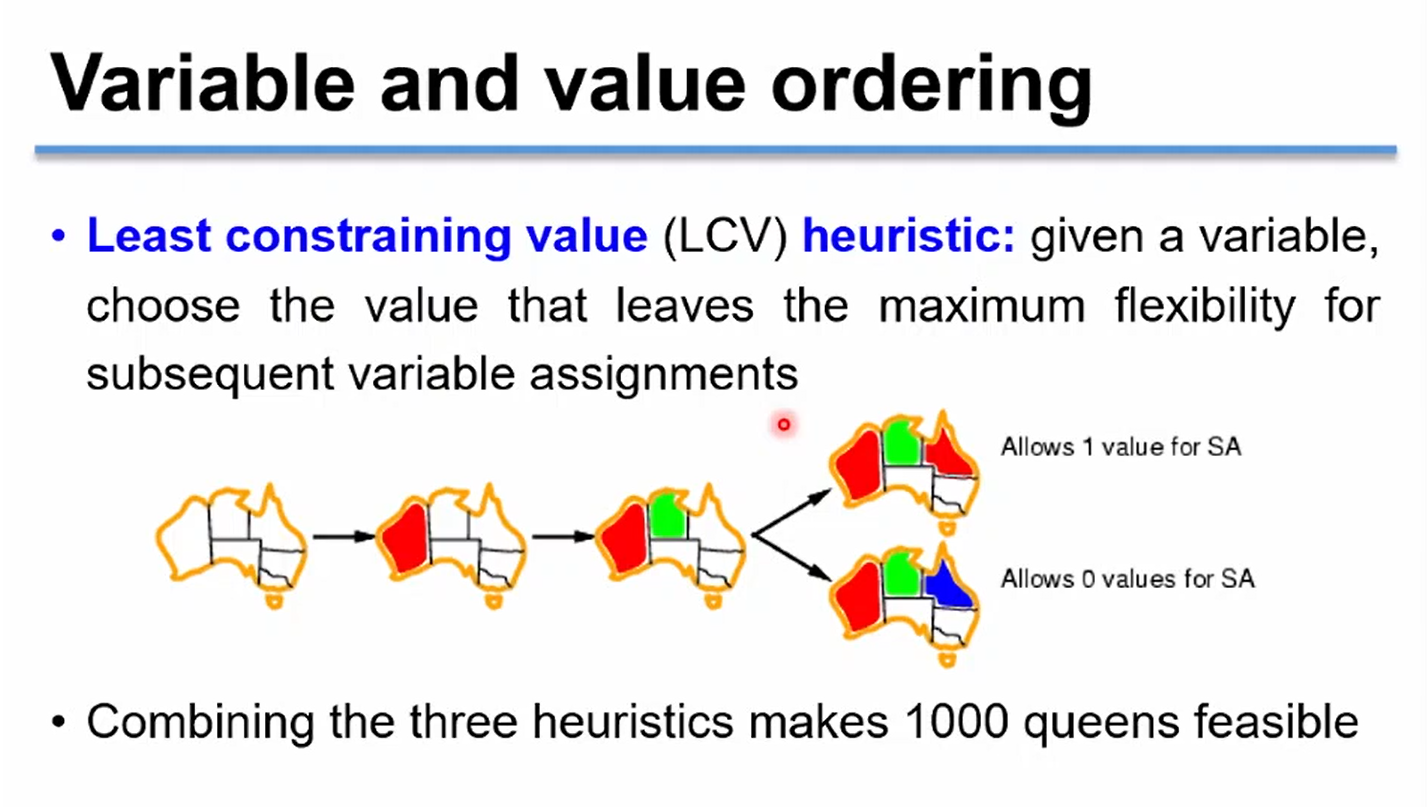 Variable and value ordering
• Least constraining value (LCV) heuristic: given a variable,
choose the value that leaves the maximum flexibility for
subsequent variable assignments
Allows 1 value for SA
Allows 0 values for SA
• Combining the three heuristics makes 1000 queens feasible